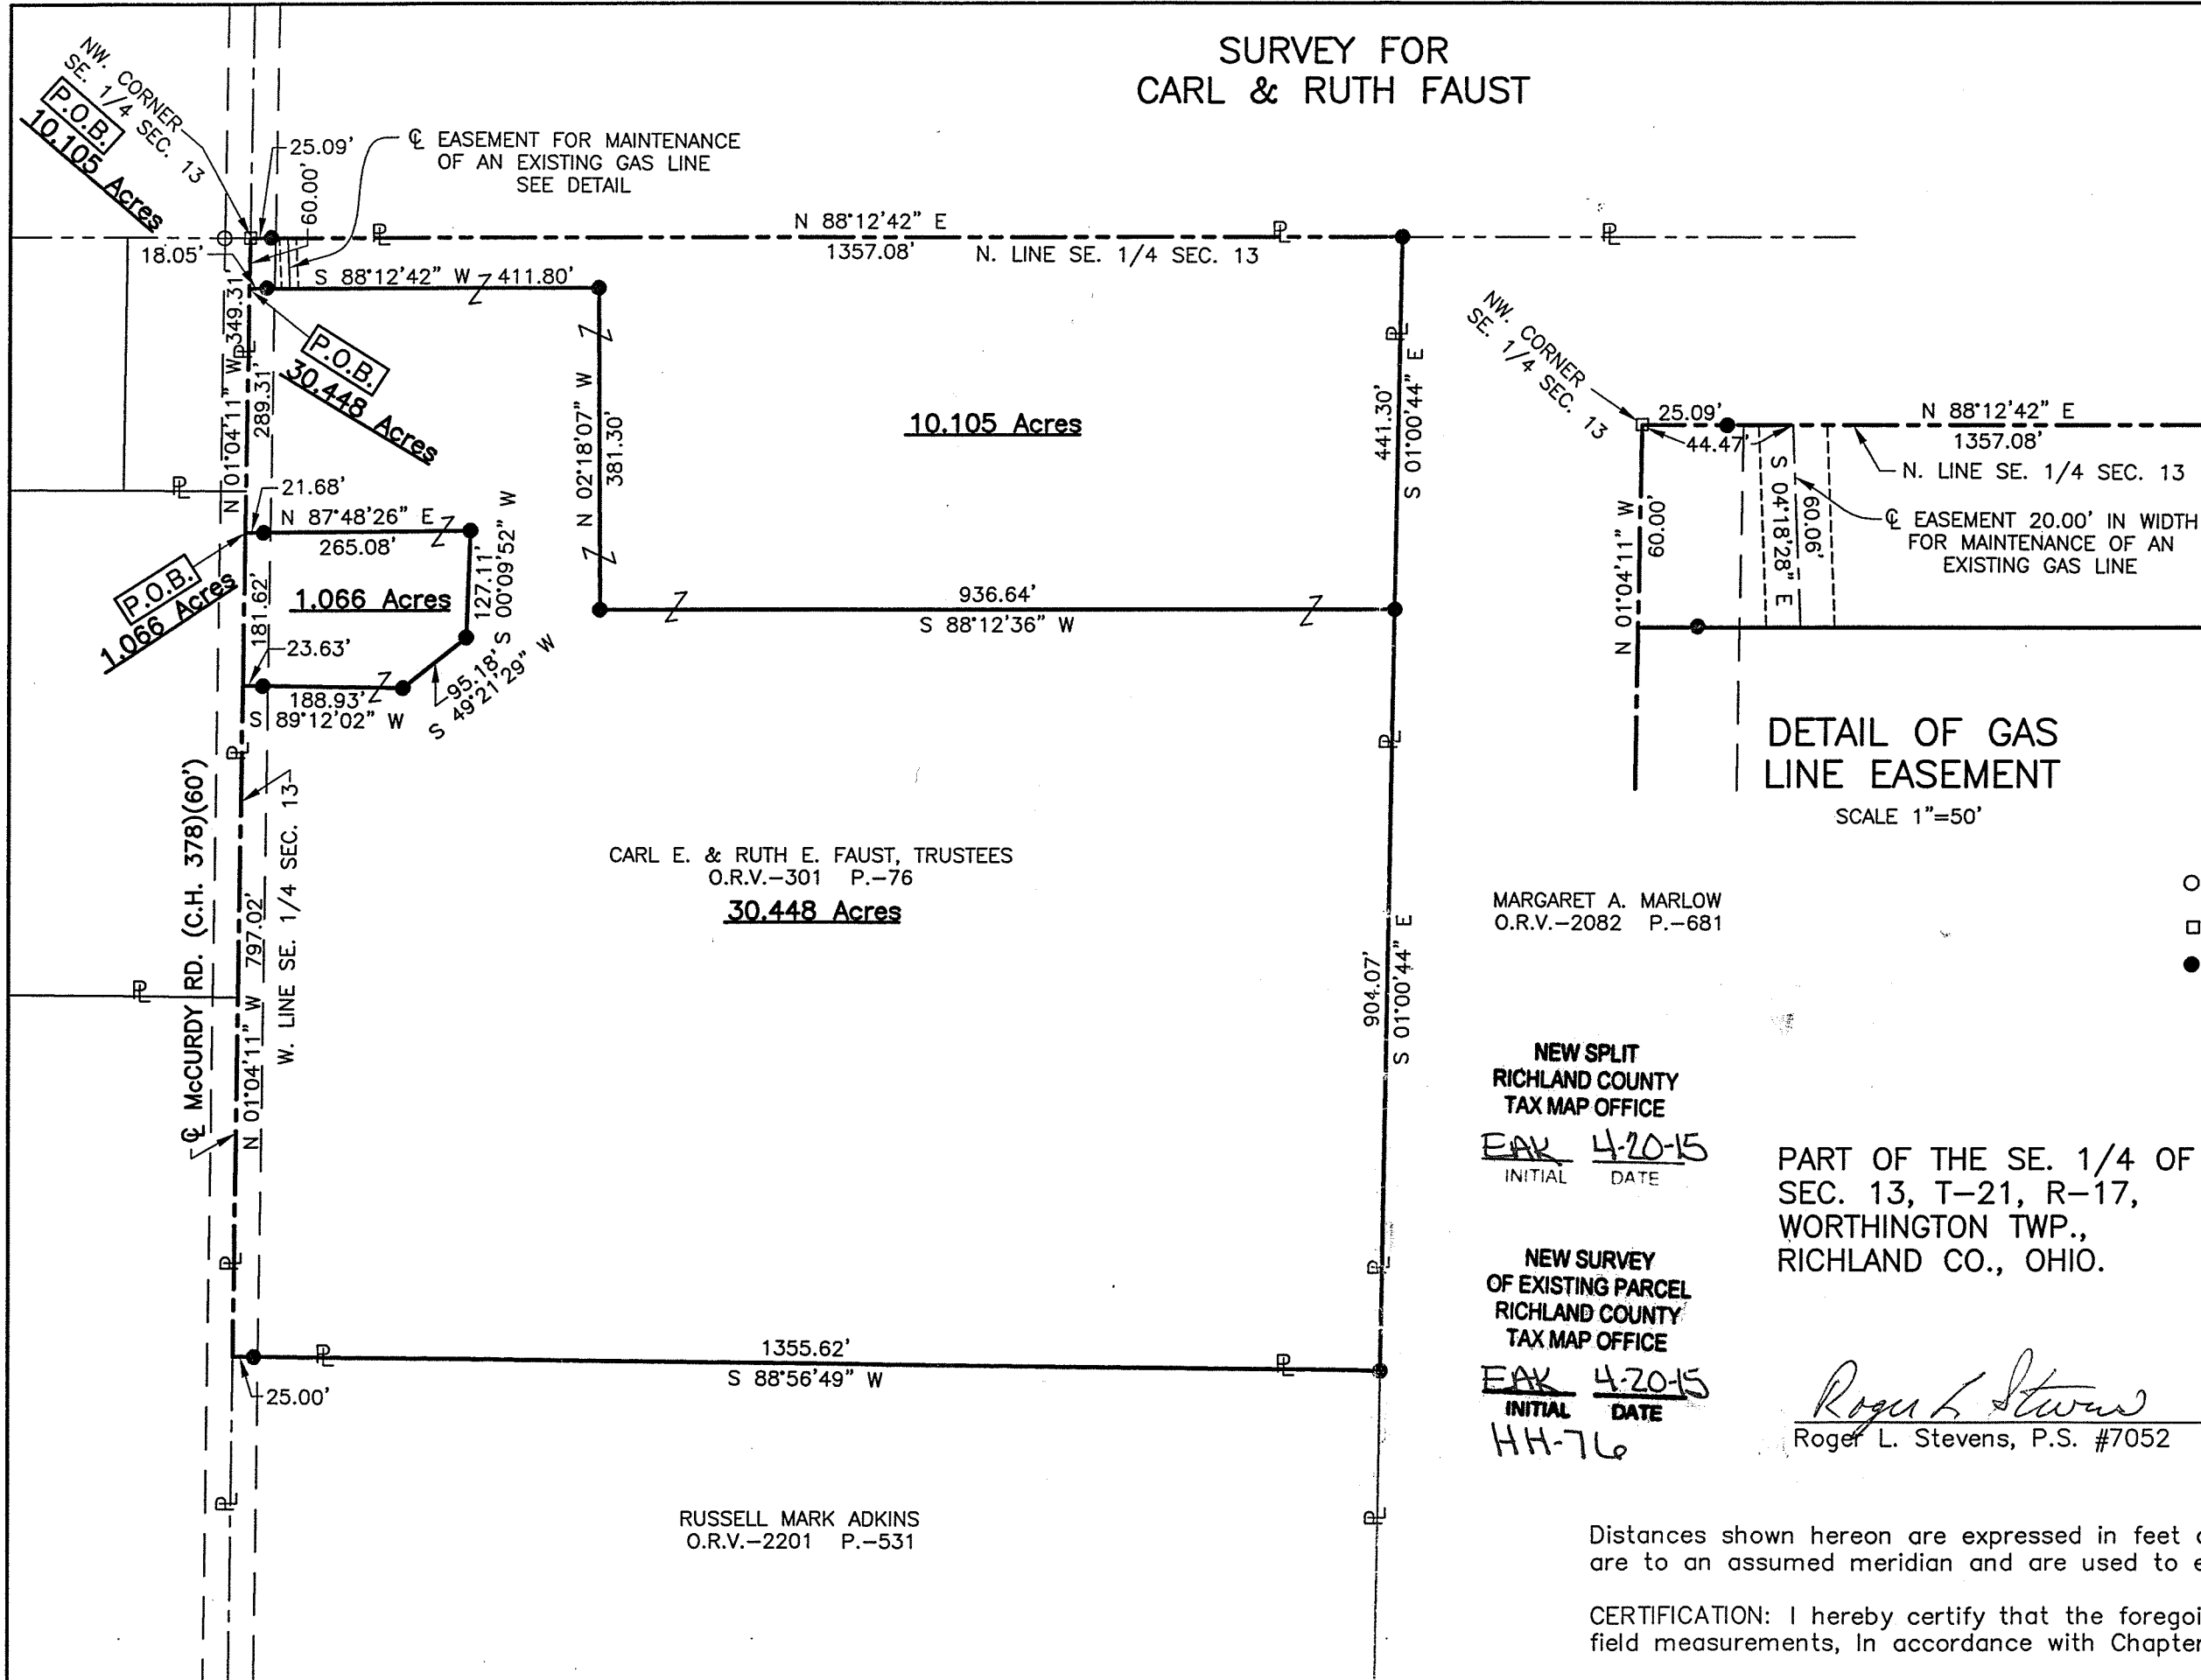 SURVEY FOR
CARL & RUTH FAUST
NW. CORNER
SE. 1/4 SEC. 13
P.O.B.
10.105 Acres
25.09'
60.00'
℄ EASEMENT FOR MAINTENANCE
OF AN EXISTING GAS LINE
SEE DETAIL
18.05'
N 88°12'42" E
1357.08'
N. LINE SE. 1/4 SEC. 13
S 88°12'42" W 411.80'
N 01°04'11" W 349.31'
289.31'
P.O.B.
30.448 Acres
N 02°18'07" W
381.30'
10.105 Acres
441.30'
S 01°00'44" E
21.68'
N 87°48'26" E
265.08'
P.O.B.
1.066 Acres
181.62'
1.066 Acres
127.11'
S 00°09'52" W
95.18'
S 49°21'29" W
23.63'
188.93'
S 89°12'02" W
936.64'
S 88°12'36" W
℄ McCURDY RD. (C.H. 378)(60')
N 01°04'11" W 797.02'
W. LINE SE. 1/4 SEC. 13
CARL E. & RUTH E. FAUST, TRUSTEES
O.R.V.-301 P.-76
30.448 Acres
904.07'
S 01°00'44" E
1355.62'
S 88°56'49" W
25.00'
RUSSELL MARK ADKINS
O.R.V.-2201 P.-531
NW. CORNER
SE. 1/4 SEC. 13
25.09'
44.47'
N 88°12'42" E
1357.08'
N. LINE SE. 1/4 SEC. 13
N 01°04'11" W
60.00'
S 04°18'28" E
60.06'
℄ EASEMENT 20.00' IN WIDTH
FOR MAINTENANCE OF AN
EXISTING GAS LINE
DETAIL OF GAS
LINE EASEMENT
SCALE 1"=50'
MARGARET A. MARLOW
O.R.V.-2082 P.-681
NEW SPLIT
RICHLAND COUNTY
TAX MAP OFFICE
EAK 4-20-15
INITIAL DATE
PART OF THE SE. 1/4 OF
SEC. 13, T-21, R-17,
WORTHINGTON TWP.,
RICHLAND CO., OHIO.
NEW SURVEY
OF EXISTING PARCEL
RICHLAND COUNTY
TAX MAP OFFICE
EAK 4-20-15
INITIAL DATE
HH-76
Roger L Stevens
Roger L. Stevens, P.S. #7052
Distances shown hereon are expressed in feet
are to an assumed meridian and are used to
CERTIFICATION: I hereby certify that the
field measurements, In accordance with Chapter